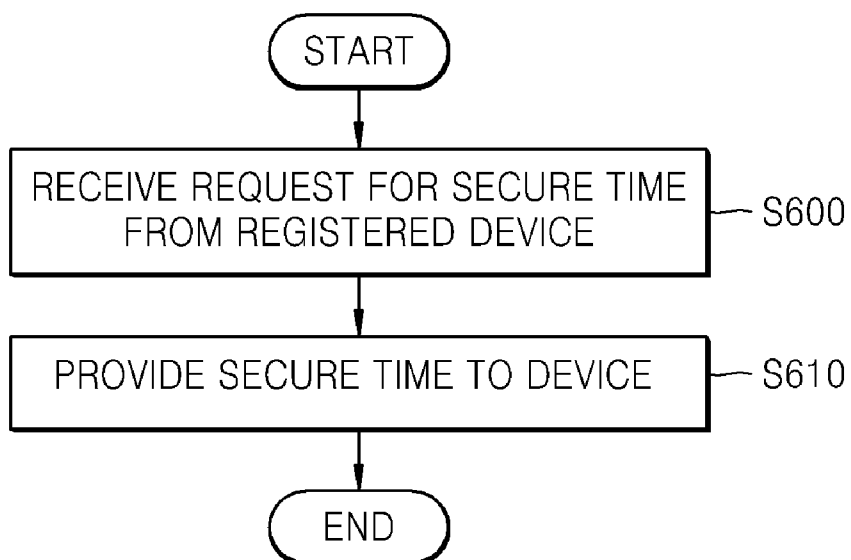 START
RECEIVE REQUEST FOR SECURE TIME
FROM REGISTERED DEVICE
S600
PROVIDE SECURE TIME TO DEVICE
S610
END